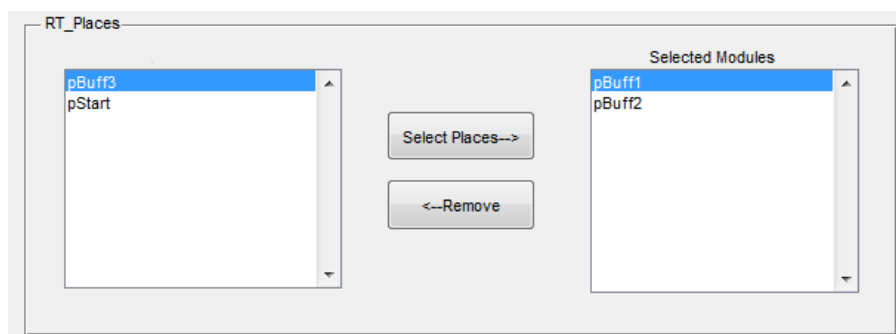 RT_Places
pBuff3
pStart
Select Places-->
<--Remove
Selected Modules
pBuff1
pBuff2